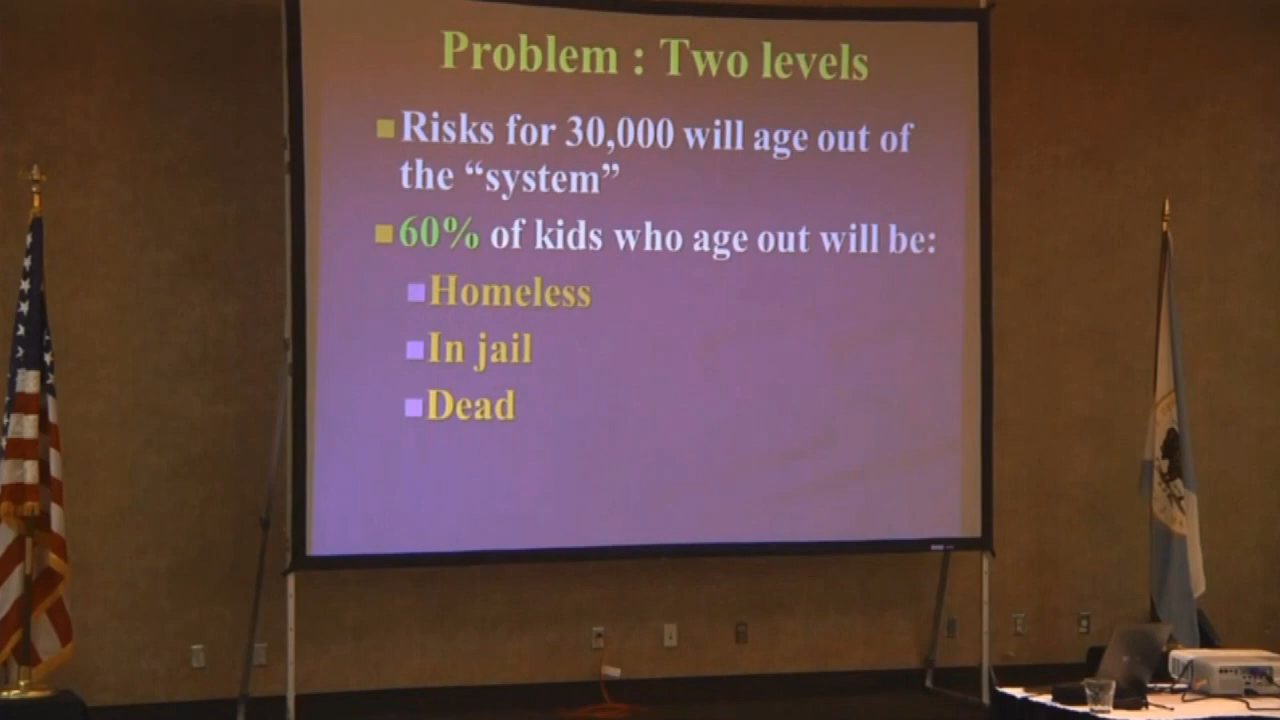 Problem : Two levels
Risks for 30,000 will age out of
the “system”
60% of kids who age out will be:
Homeless
In jail
Dead